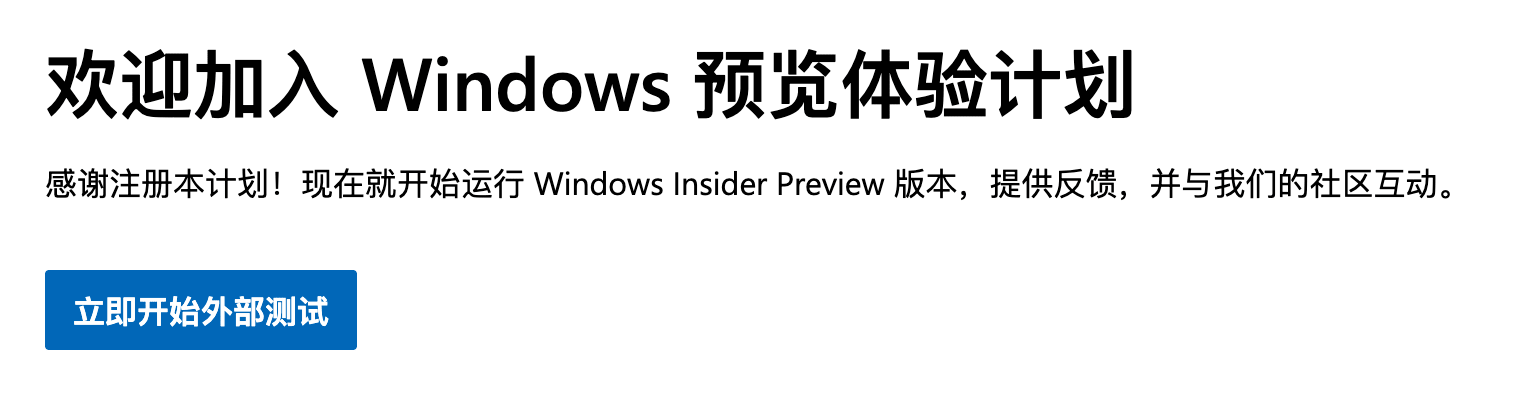 欢迎加入 Windows 预览体验计划
感谢注册本计划！现在就开始运行 Windows Insider Preview 版本，提供反馈，并与我们的社区互动。
立即开始外部测试